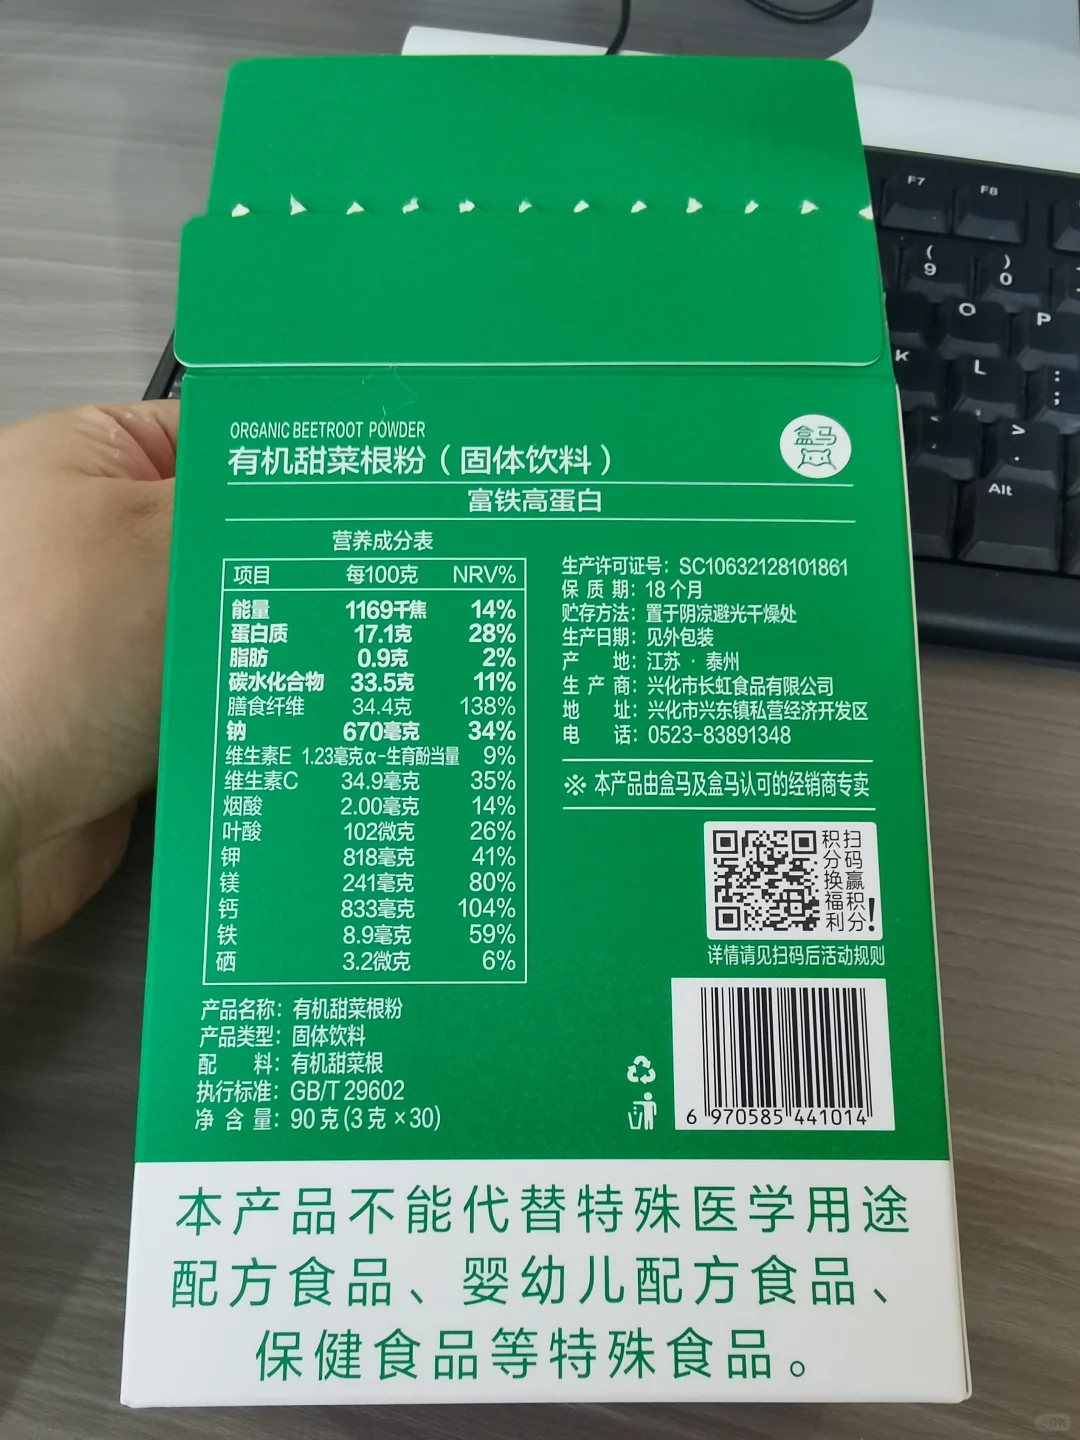 F7
F8
(
9
)
0
O
P
K
L
:
;
<
>
.
Alt
ORGANIC BEETROOT POWDER
有机甜菜根粉（固体饮料）
盒马
富铁高蛋白
营养成分表
项目 每100克 NRV%
能量 1169千焦 14%
蛋白质 17.1克 28%
脂肪 0.9克 2%
碳水化合物 33.5克 11%
膳食纤维 34.4克 138%
钠 670毫克 34%
维生素E 1.23毫克α-生育酚当量 9%
维生素C 34.9毫克 35%
烟酸 2.00毫克 14%
叶酸 102微克 26%
钾 818毫克 41%
镁 241毫克 80%
钙 833毫克 104%
铁 8.9毫克 59%
硒 3.2微克 6%
产品名称：有机甜菜根粉
产品类型：固体饮料
配 料：有机甜菜根
执行标准：GB/T 29602
净 含 量：90克(3克×30)
生产许可证号：SC10632128101861
保 质 期：18个月
贮存方法：置于阴凉避光干燥处
生产日期：见外包装
产 地：江苏·泰州
生 产 商：兴化市长虹食品有限公司
地 址：兴化市兴东镇私营经济开发区
电 话：0523-83891348
※ 本产品由盒马及盒马认可的经销商专卖
扫码赢积分！
积分换福利
详情请见扫码后活动规则
6 970585 441014
本产品不能代替特殊医学用途
配方食品、婴幼儿配方食品、
保健食品等特殊食品。